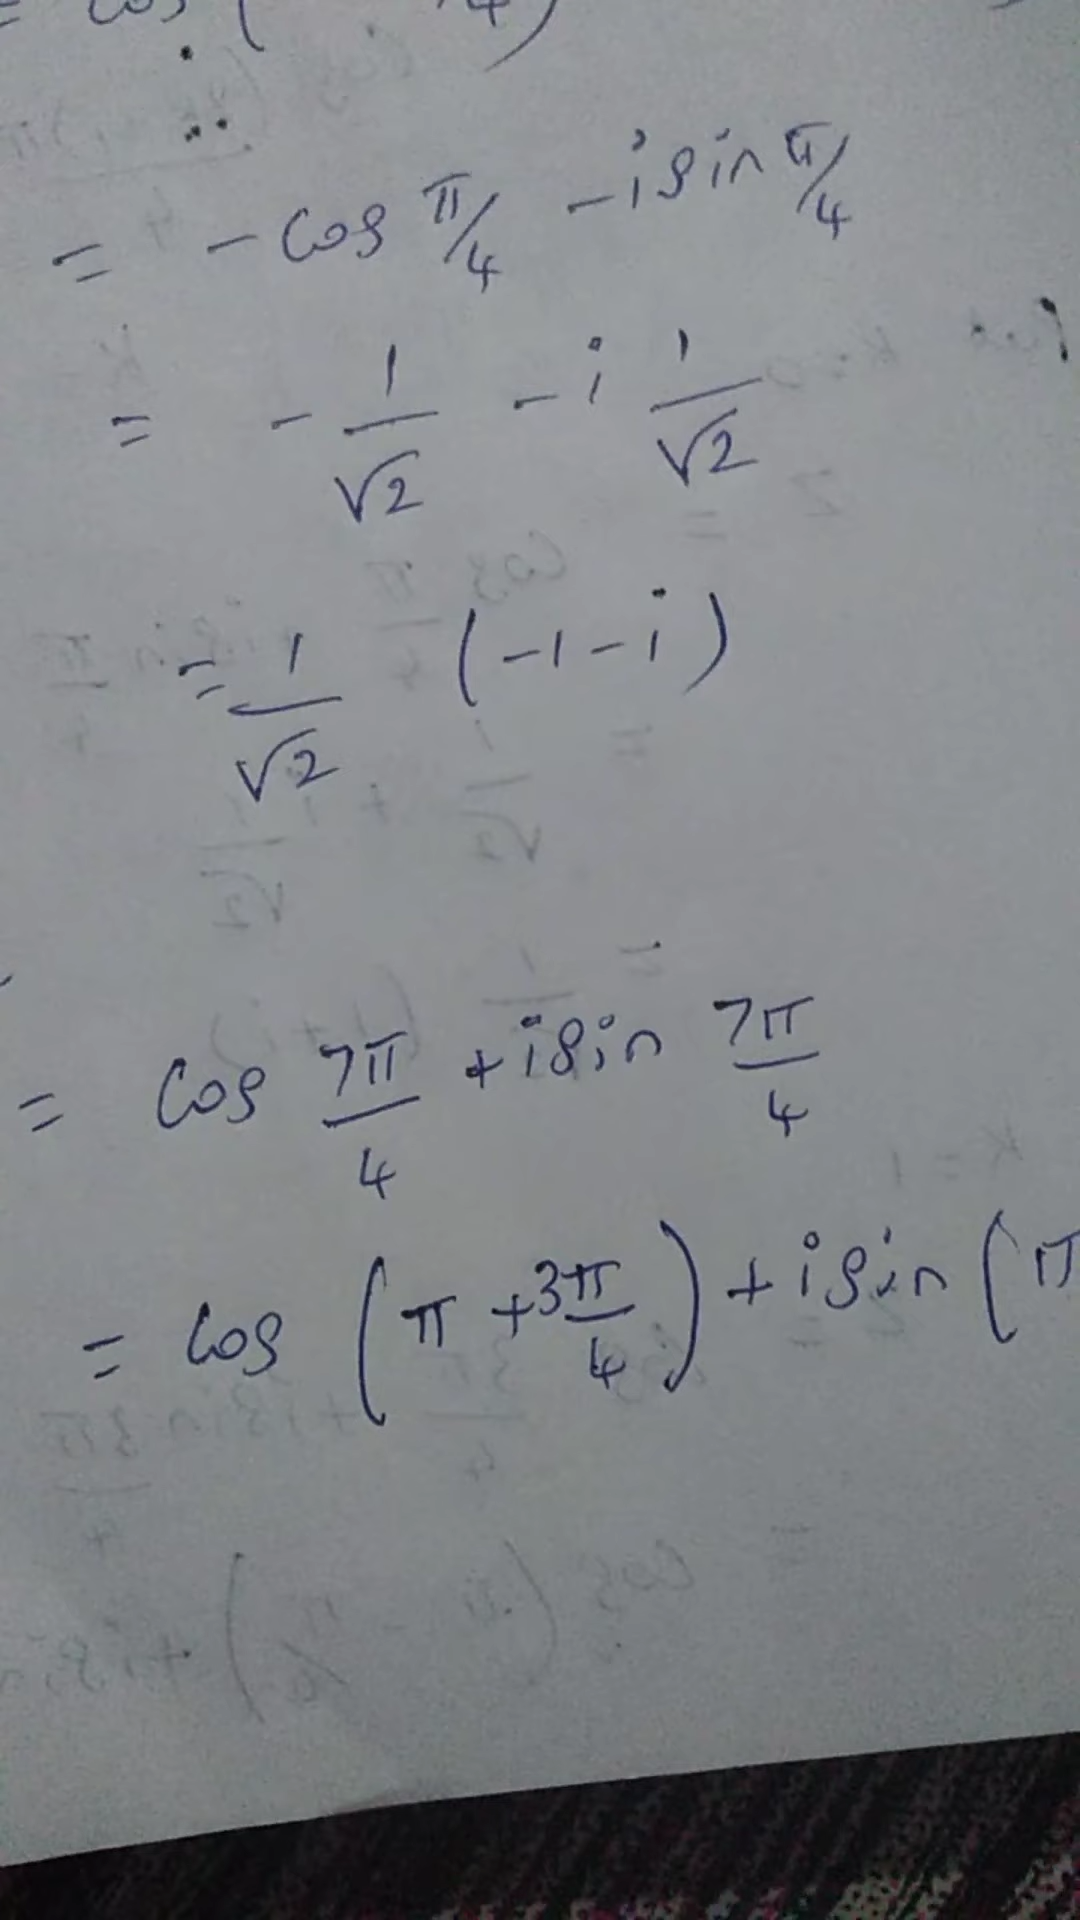 = - cos π/4 - i sin π/4
= - 1/√2 - i 1/√2
= 1/√2 (-1-i)
= cos 7π/4 + i sin 7π/4
= cos (π + 3π/4) + i sin (π